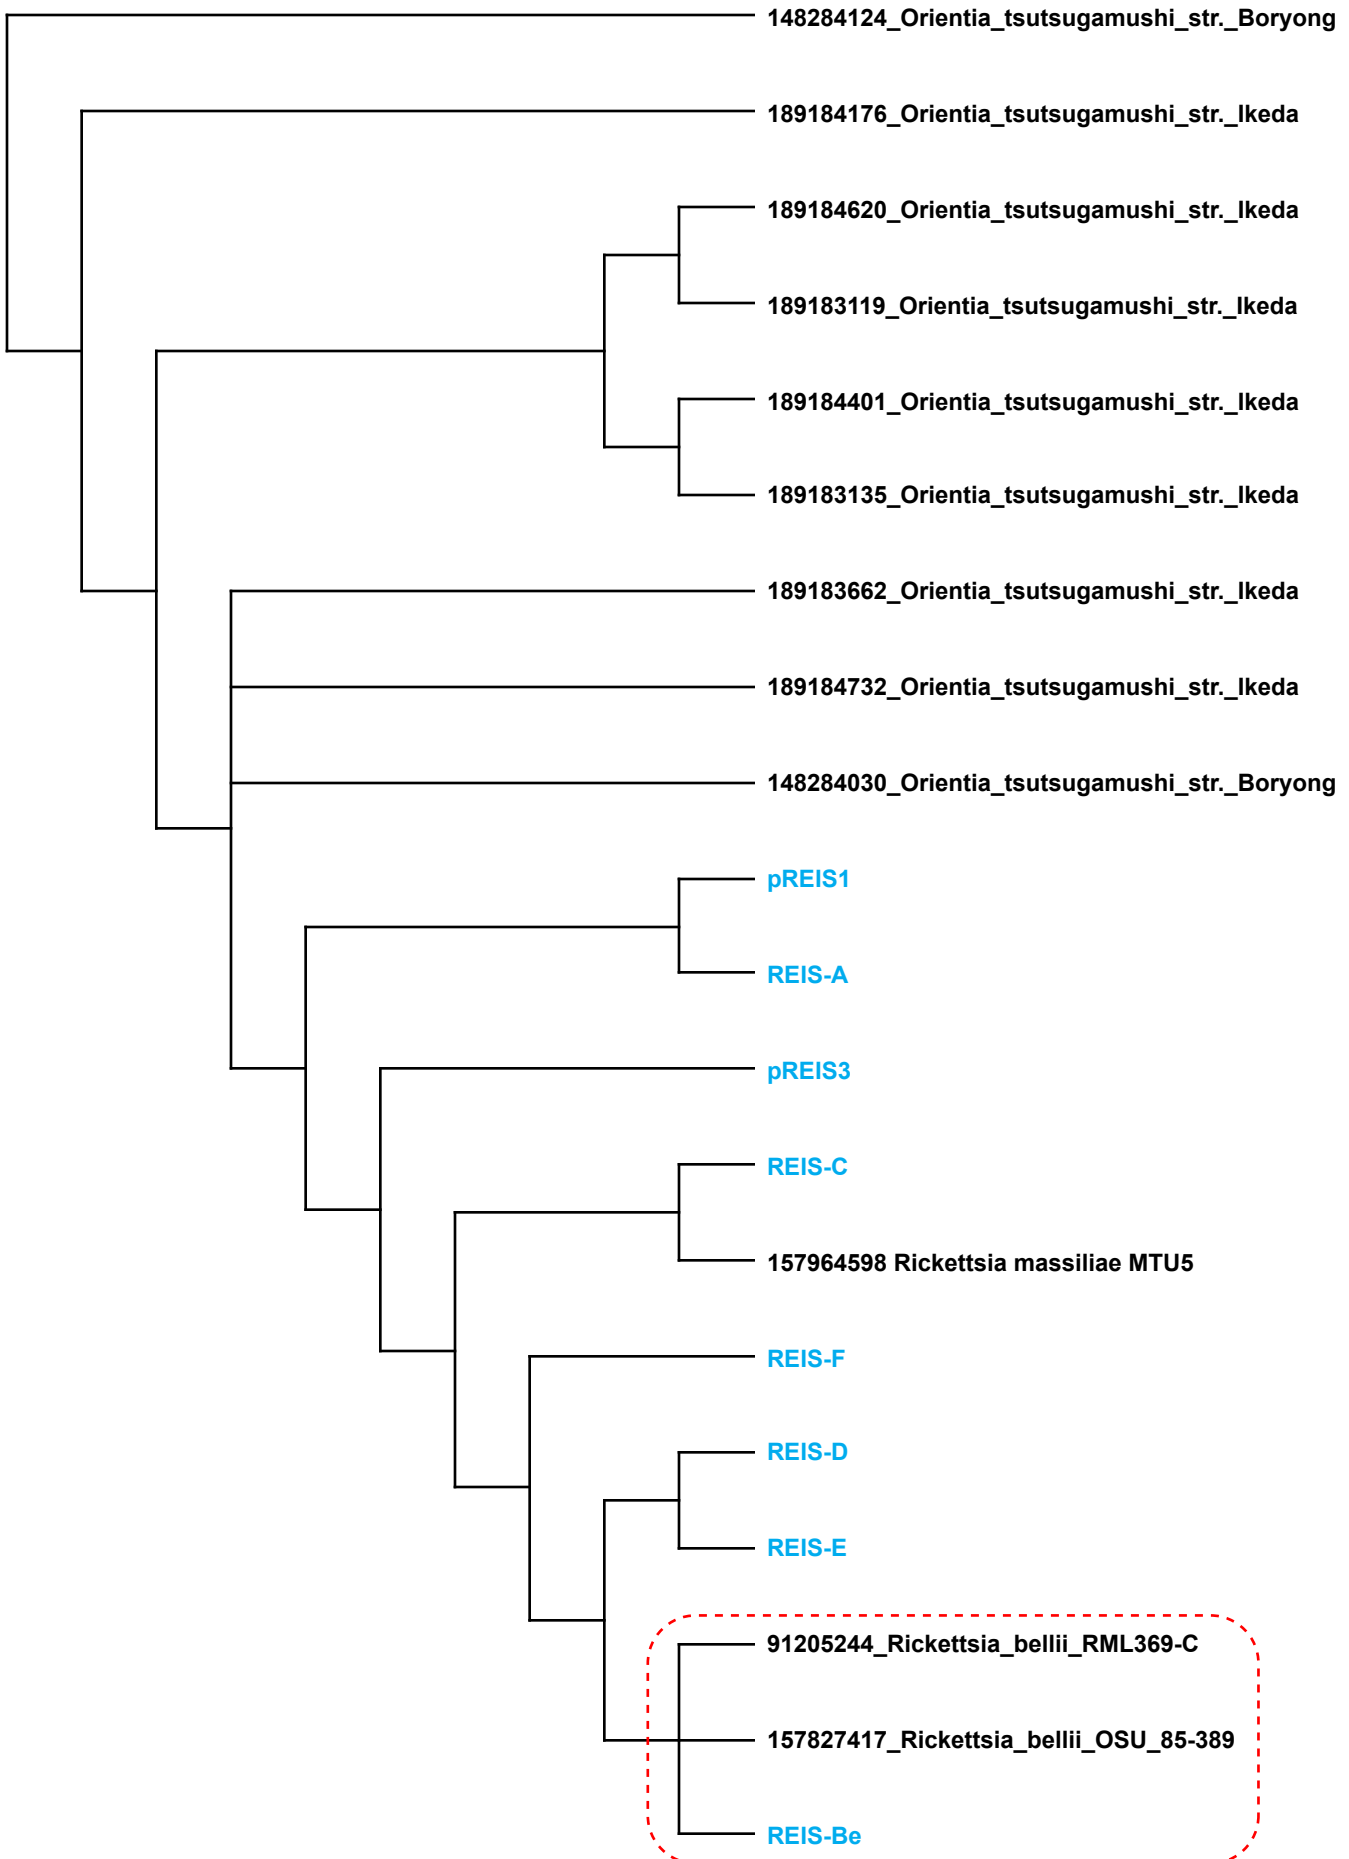 148284124_Orientia_tsutsugamushi_str._Boryong
189184176_Orientia_tsutsugamushi_str._Ikeda
189184620_Orientia_tsutsugamushi_str._Ikeda
189183119_Orientia_tsutsugamushi_str._Ikeda
189184401_Orientia_tsutsugamushi_str._Ikeda
189183135_Orientia_tsutsugamushi_str._Ikeda
189183662_Orientia_tsutsugamushi_str._Ikeda
189184732_Orientia_tsutsugamushi_str._Ikeda
148284030_Orientia_tsutsugamushi_str._Boryong
pREIS1
REIS-A
pREIS3
REIS-C
157964598 Rickettsia massiliae MTU5
REIS-F
REIS-D
REIS-E
91205244_Rickettsia_bellii_RML369-C
157827417_Rickettsia_bellii_OSU_85-389
REIS-Be